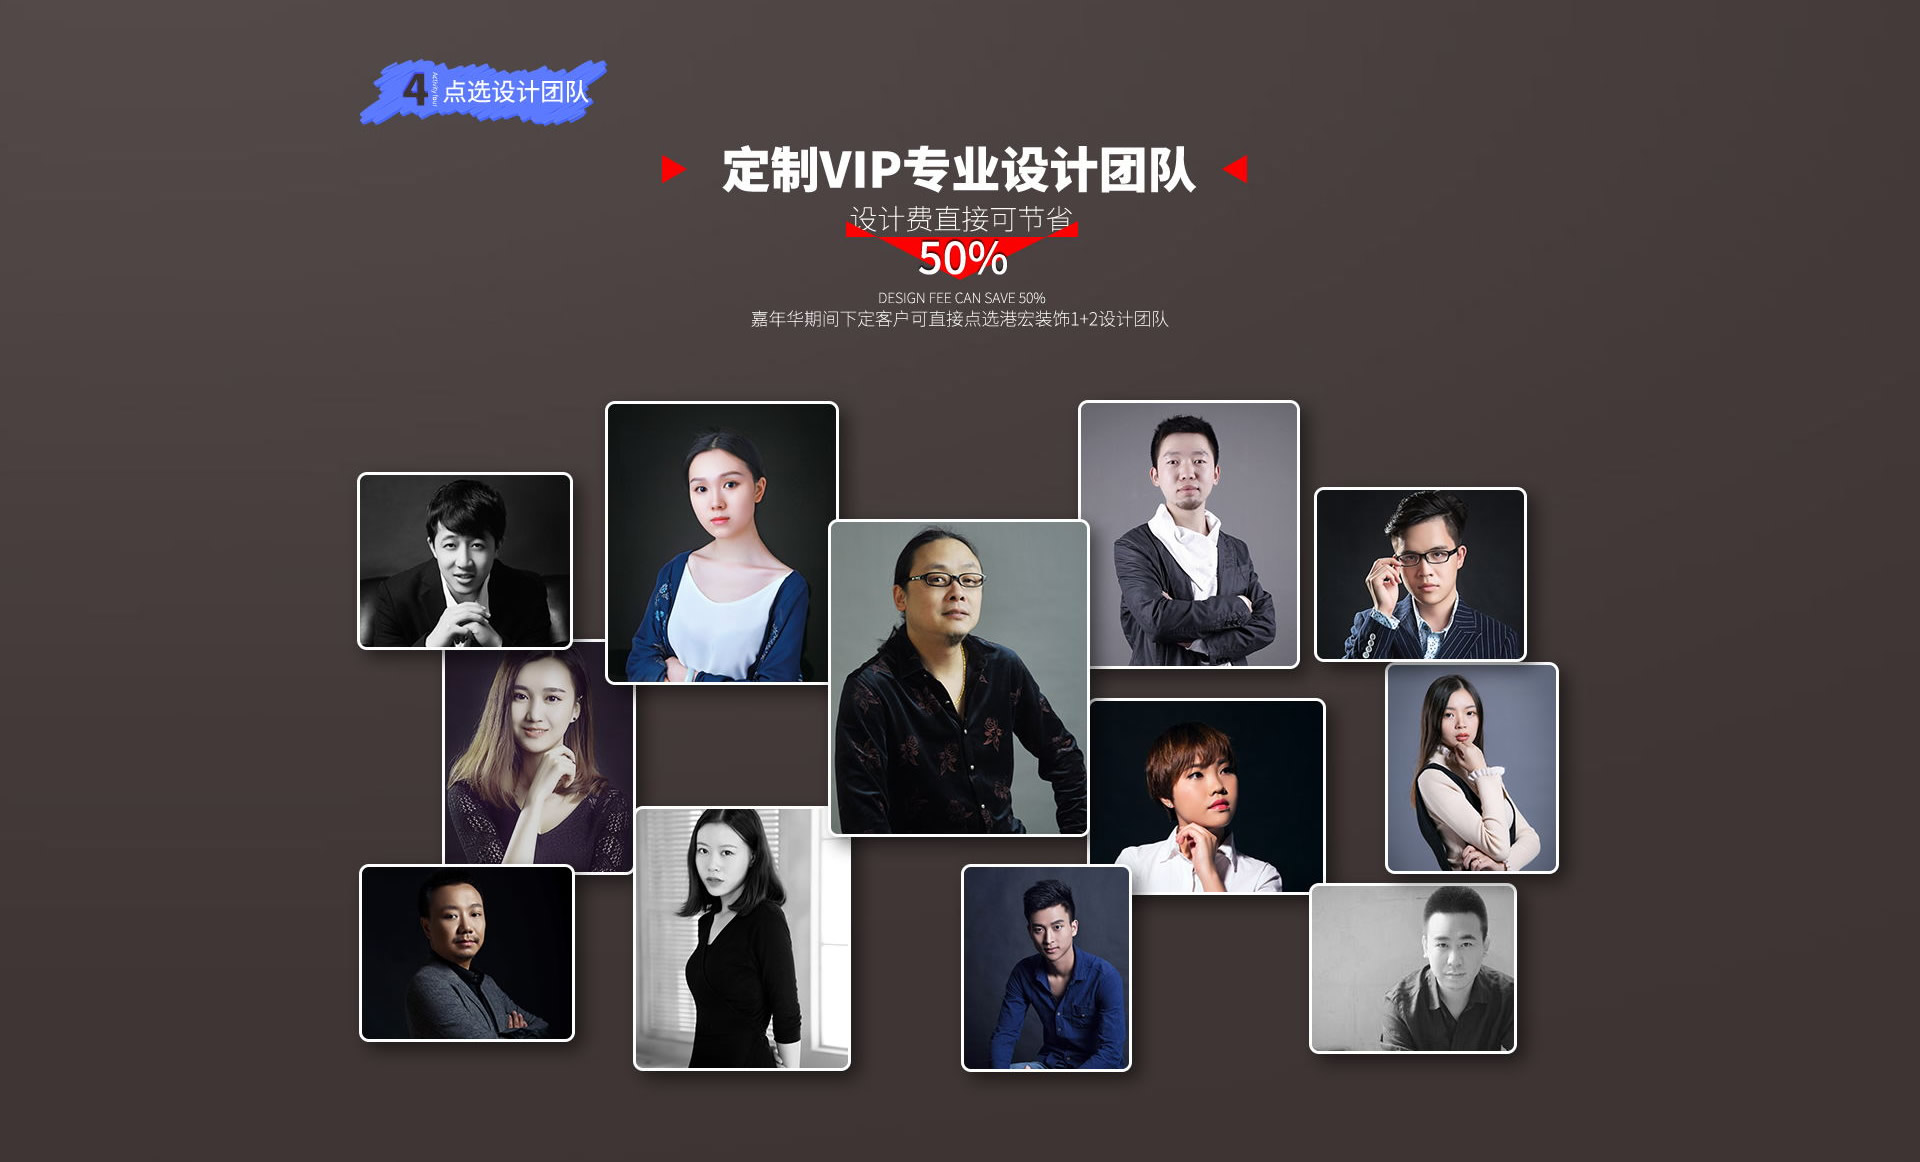 4 点选设计团队
定制VIP专业设计团队
设计费直接可节省
50%
DESIGN FEE CAN SAVE 50%
嘉年华期间下定客户可直接点选港宏装饰1+2设计团队